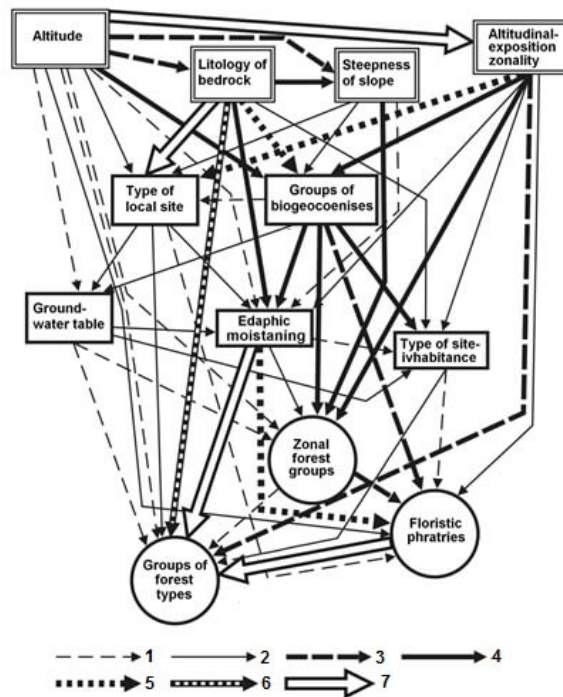 Altitude
Litology of
bedrock
Steepness
of slope
Altitudinal-
exposition
zonality
Type of
local site
Groups of
biogeocoenises
Ground-
water table
Edaphic
moistaning
Type of site-
ivhabitance
Zonal
forest
groups
Floristic
phratries
Groups of
forest
types
1
2
3
4
5
6
7